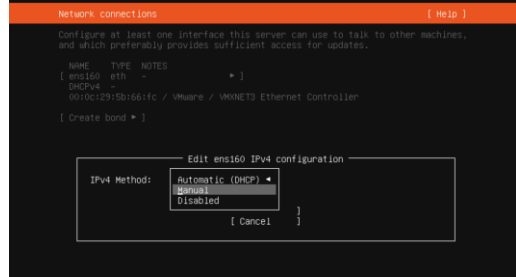 Network connections [ Help ]
Configure at least one interface this server can use to talk to other machines,
and which preferably provides sufficient access for updates.
NAME TYPE NOTES
[ ens160 eth - ▸ ]
DHCPv4 -
00:0c:29:5b:66:fc / VMware / VMXNET3 Ethernet Controller
[ Create bond ▸ ]
Edit ens160 IPv4 configuration
IPv4 Method: Automatic (DHCP) ◂
Manual
Disabled
]
[ Cancel ]